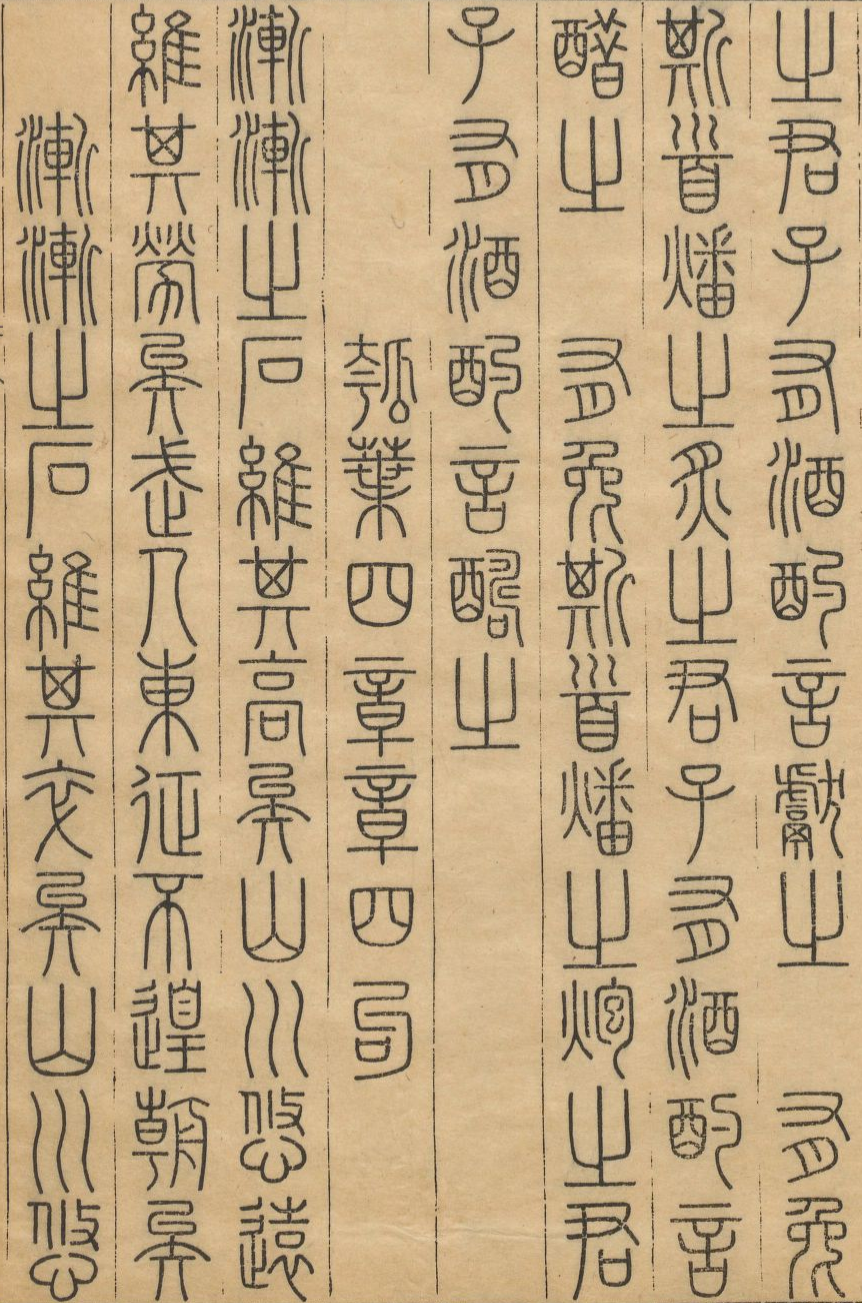 之君子有酒酌言獻之　有兔
斯首燔之炙之君子有酒酌言
醋之　有兔斯首燔之炮之君
子有酒酌言醻之
瓠葉四章章四句
漸漸之石維其高矣山川悠遠
維其勞矣武人東征不遑朝矣
漸漸之石維其卒矣山川悠